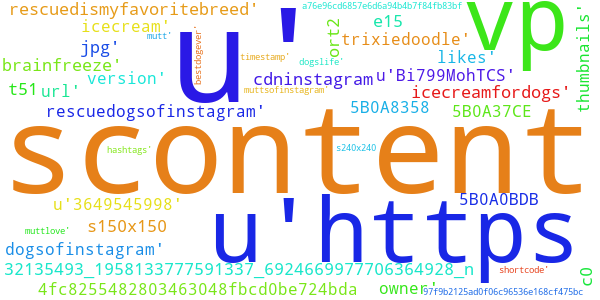 rescuedismyfavoritebreed'
u'
a76e96cd6857e6d6a94b4b7f84fb83bf
vp
icecream'
mutt'
e15
ort2
jpg'
bestdogever'
timestamp'
trixiedoodle'
thumbnails'
brainfreeze'
dogslife'
likes'
version'
cdninstagram
u'Bi799MohTCS'
t51
url'
muttsofinstagram'
icecreamfordogs'
rescuedogsofinstagram'
5B0A8358
5B0A37CE
scontent
hashtags'
s240x240
u'3649545998'
u'https
5B0A0BDB
s150x150
muttlove'
dogsofinstagram'
32135493_1958133777591337_6924669977706364928_n
shortcode'
c0
4fc8255482803463048fbcd0be724bda
owner'
97f9b2125ad0f06c96536e168cf475bc